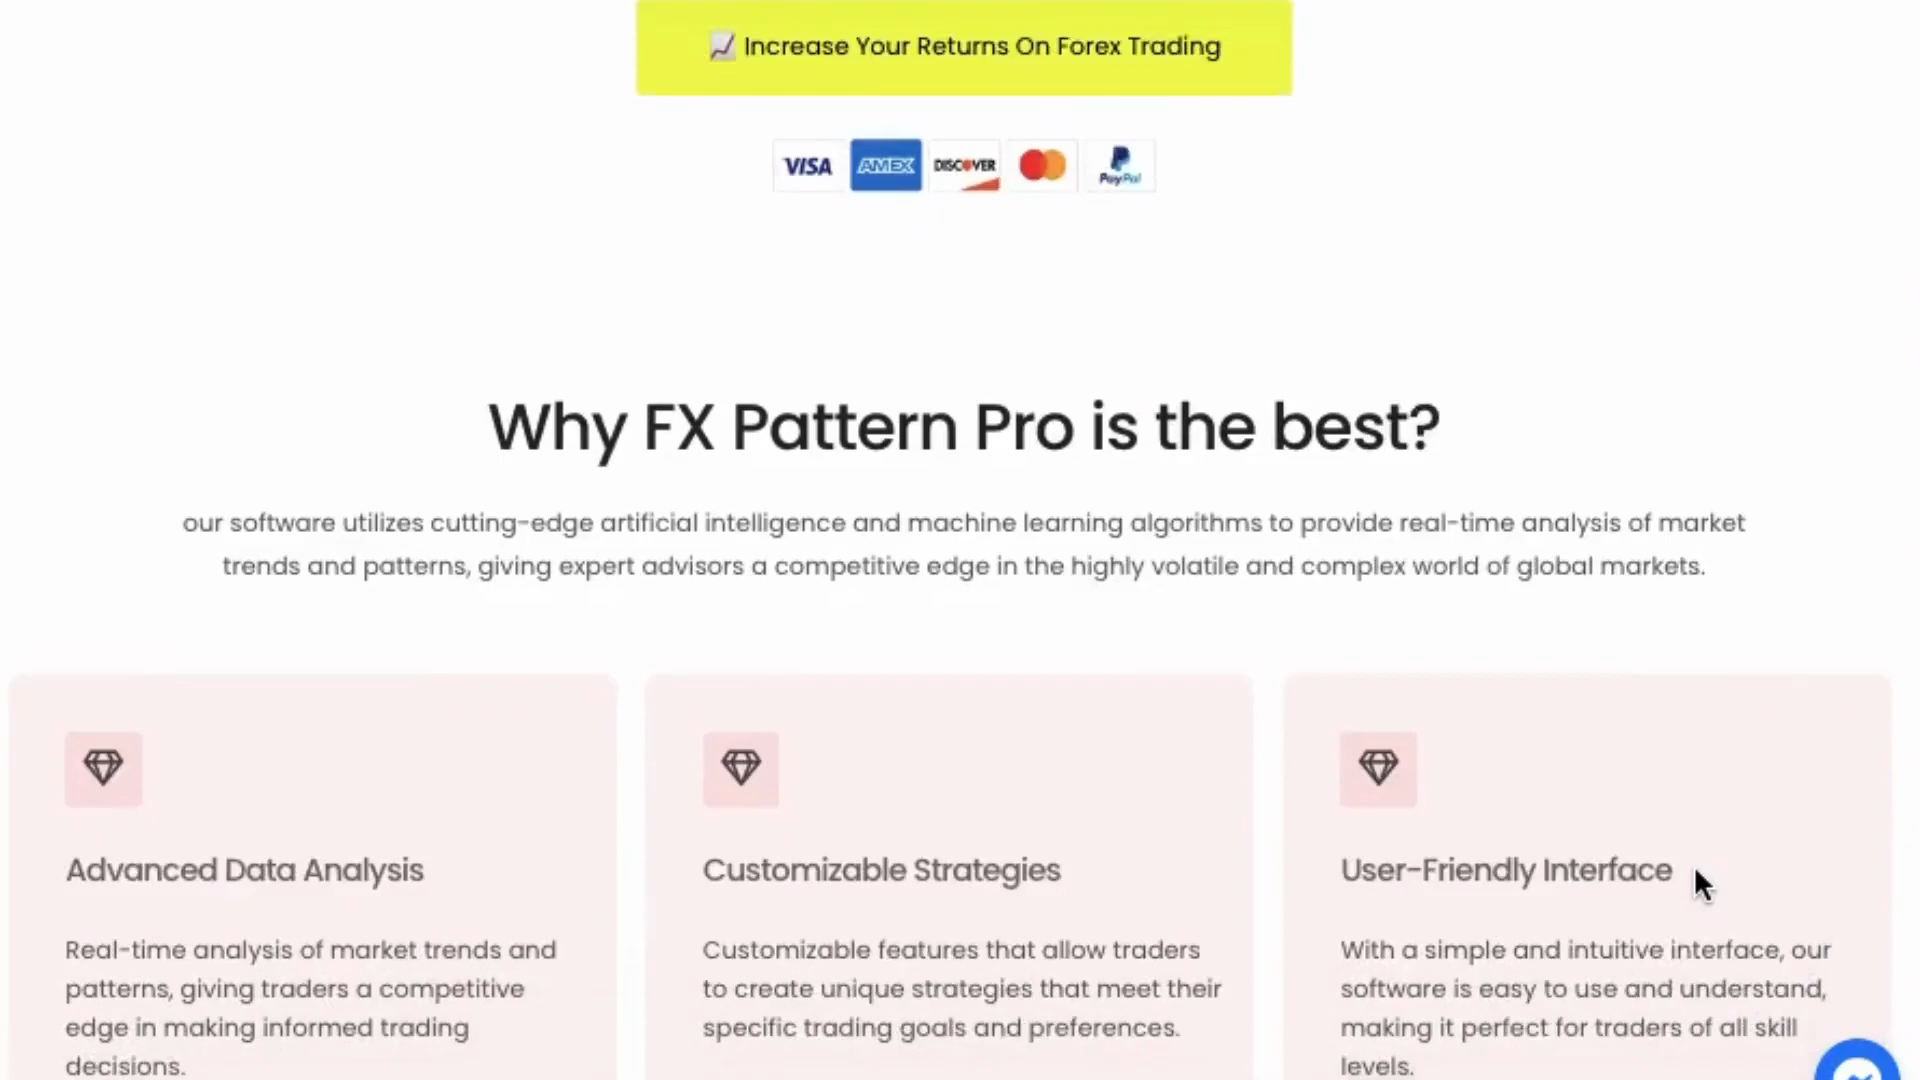 📈 Increase Your Returns On Forex Trading
VISA AMEX DISCOVER PayPal
Why FX Pattern Pro is the best?
our software utilizes cutting-edge artificial intelligence and machine learning algorithms to provide real-time analysis of market
trends and patterns, giving expert advisors a competitive edge in the highly volatile and complex world of global markets.
Advanced Data Analysis
Real-time analysis of market trends and
patterns, giving traders a competitive
edge in making informed trading
decisions.
Customizable Strategies
Customizable features that allow traders
to create unique strategies that meet their
specific trading goals and preferences.
User-Friendly Interface
With a simple and intuitive interface, our
software is easy to use and understand,
making it perfect for traders of all skill
levels.